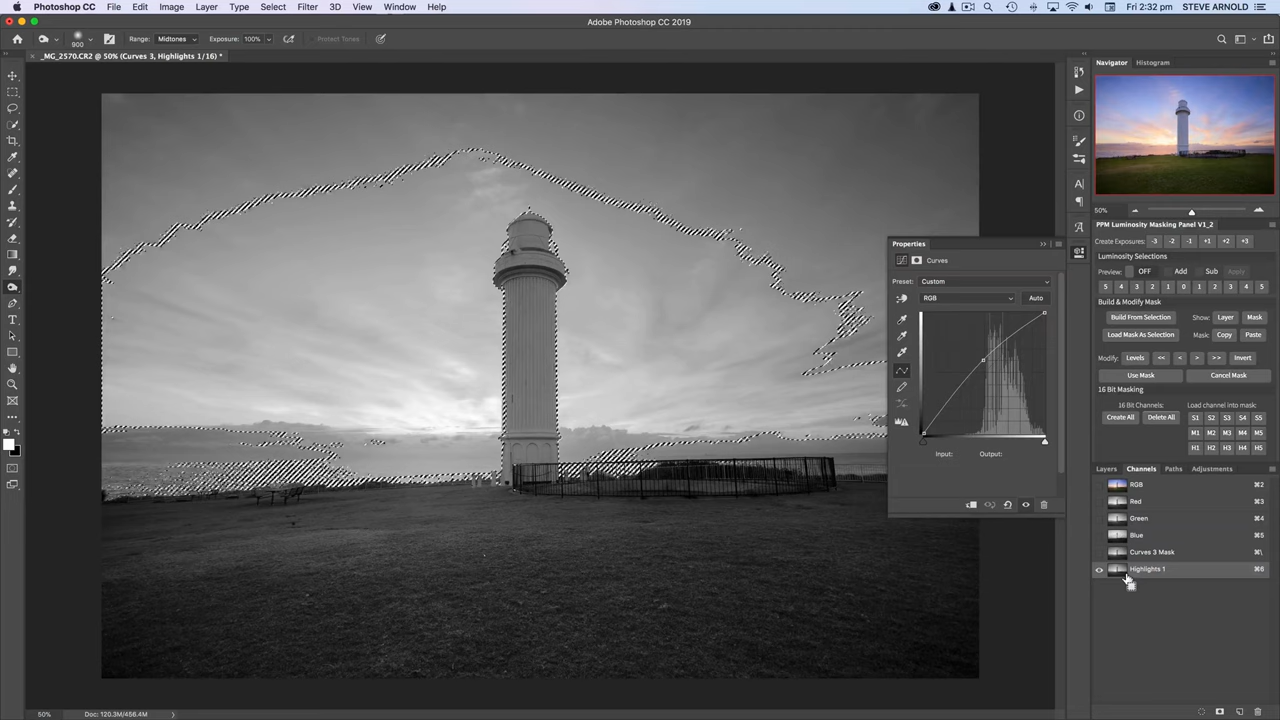 Photoshop CC File Edit Image Layer Type Select Filter 3D View Window Help Fri 2:32 pm STEVE ARNOLD
Adobe Photoshop CC 2019
900 Range: Midtones Exposure: 100% Protect Tones
_MG_2570.CR2 @ 50% (Curves 3, Highlights 1/16) *
Navigator Histogram
50%
PPM Luminosity Masking Panel V1_2
Create Exposures: -3 -2 -1 +1 +2 +3
Luminosity Selections
Preview: OFF Add Sub Apply
5 4 3 2 1 0 1 2 3 4 5
Build & Modify Mask
Build From Selection Show: Layer Mask
Load Mask As Selection Mask: Copy Paste
Modify: Levels << < > >> Invert
Use Mask Cancel Mask
16 Bit Masking
16 Bit Channels: Load channel into mask:
Create All Delete All S1 S2 S3 S4 S5
M1 M2 M3 M4 M5
H1 H2 H3 H4 H5
Properties
Curves
Preset: Custom
RGB Auto
Input: Output:
Layers Channels Paths Adjustments
RGB ⌘2
Red ⌘3
Green ⌘4
Blue ⌘5
Curves 3 Mask ⌘\
Highlights 1 ⌘6
50% Doc: 120.3M/456.4M